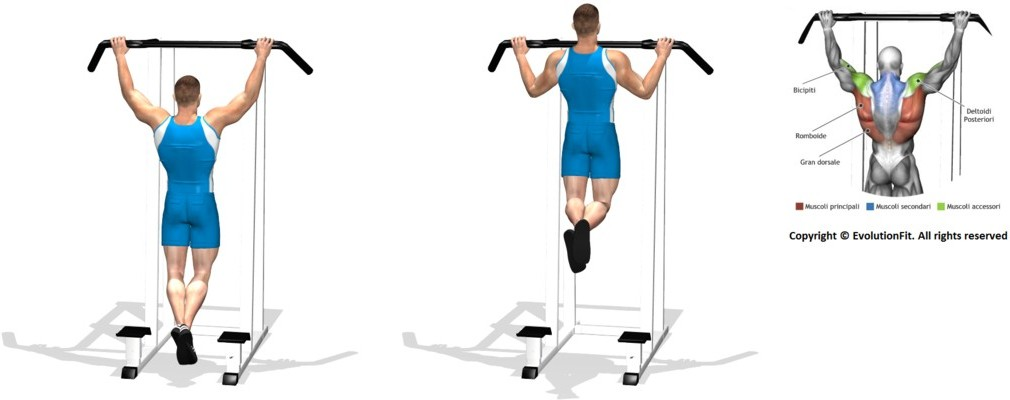 Bicipiti
Deltoidi
Posteriori
Romboide
Gran dorsale
Muscoli principali Muscoli secondari Muscoli accessori
Copyright © EvolutionFit. All rights reserved